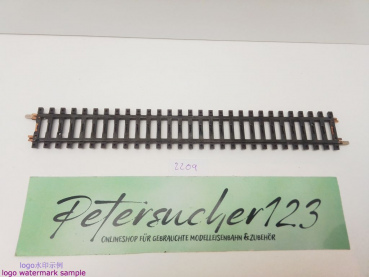 2209
Petersucher123
ONLINESHOP FÜR GEBRAUCHTE MODELLEISENBAHN & ZUBEHÖR
logo水印示例
logo watermark sample